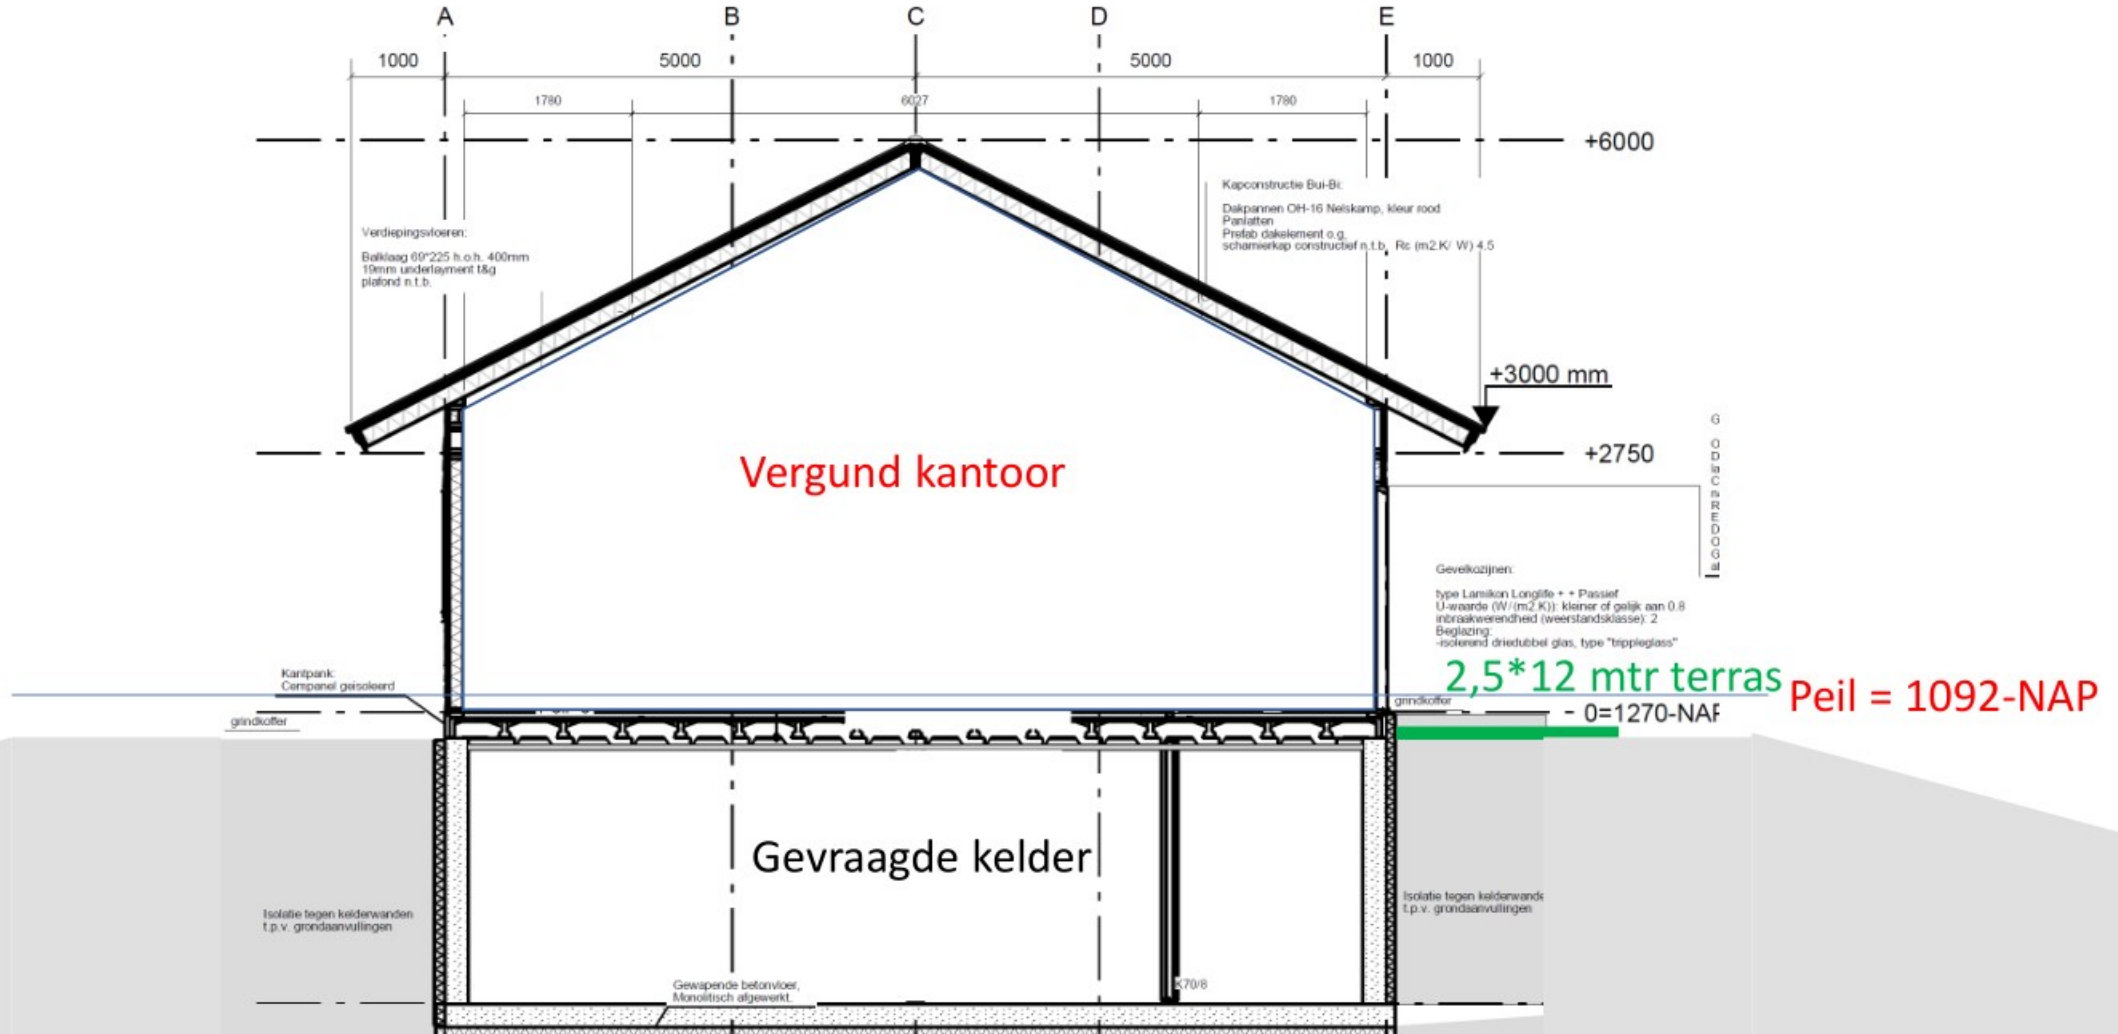 A B C D E
1000 5000 5000 1000
1780 6027 1780
+6000
Kapconstructie Bui-Bi:
Dakpannen OH-16 Nelskamp, kleur rood
Panlatten
Prefab dakelement o.g.
scharnierkap constructief n.t.b. Rc (m2.K/ W) 4.5
Verdiepingsvloeren:
Balklaag 69*225 h.o.h. 400mm
19mm underlayment t&g
plafond n.t.b.
+3000 mm
+2750
Vergund kantoor
G
O
D
la
C
n
R
E
D
O
G
al
Gevelkozijnen:
type Lamikon Longlife + + Passief
U-waarde (W/(m2.K)): kleiner of gelijk aan 0.8
inbraakwerendheid (weerstandsklasse): 2
Beglazing:
-isolerend driedubbel glas, type "trippleglass"
2,5*12 mtr terras
Peil = 1092-NAP
Kantpank:
Cempanel geisoleerd
grindkoffer
grindkoffer
0=1270-NAP
Gevraagde kelder
Isolatie tegen kelderwanden
t.p.v. grondaanvullingen
Isolatie tegen kelderwande
t.p.v. grondaanvullingen
Gewapende betonvloer,
Monolitisch afgewerkt.
K70/8